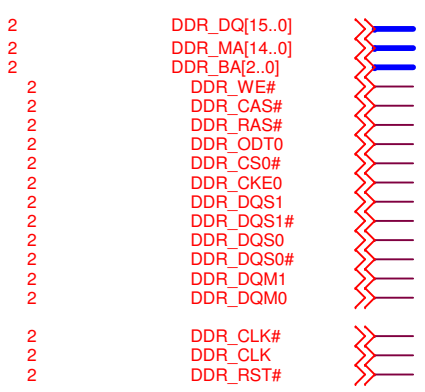 2 DDR_DQ[15..0]
2 DDR_MA[14..0]
2 DDR_BA[2..0]
2 DDR_WE#
2 DDR_CAS#
2 DDR_RAS#
2 DDR_ODT0
2 DDR_CS0#
2 DDR_CKE0
2 DDR_DQS1
2 DDR_DQS1#
2 DDR_DQS0
2 DDR_DQS0#
2 DDR_DQM1
2 DDR_DQM0
2 DDR_CLK#
2 DDR_CLK
2 DDR_RST#